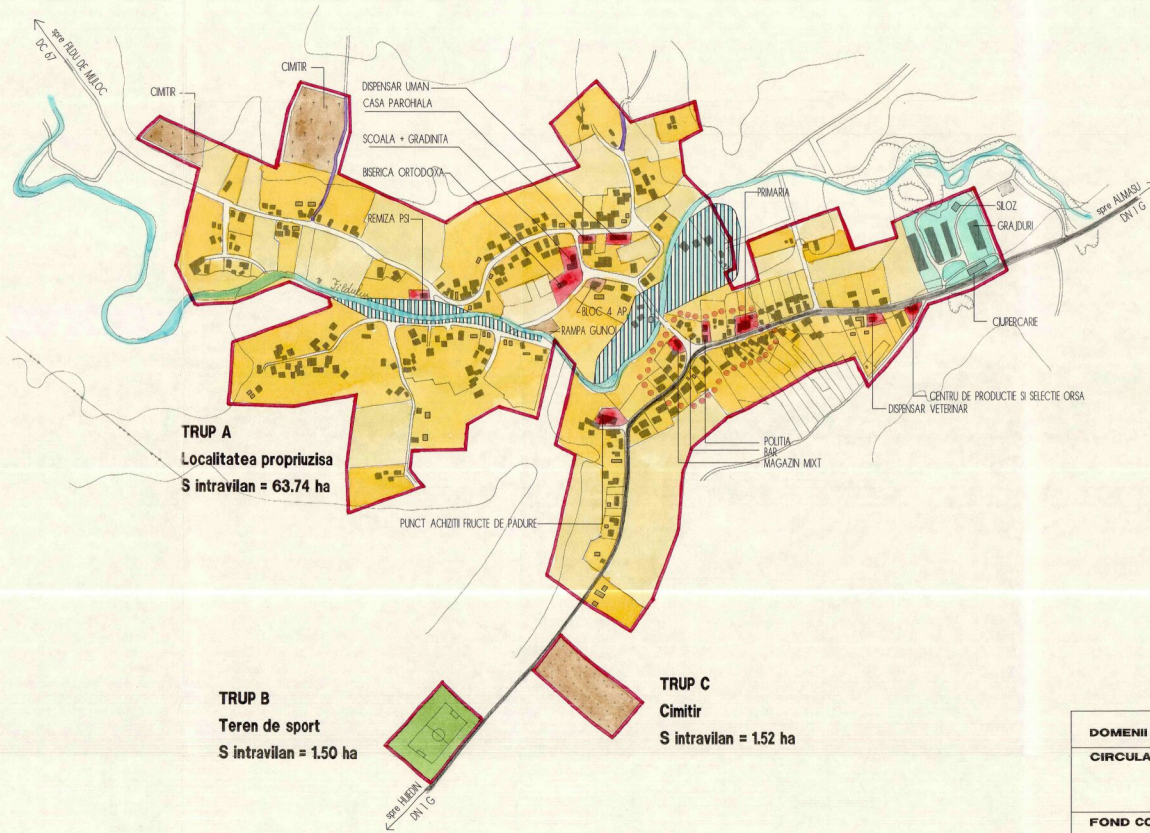 spre FILDU DE MIJLOC
DC 67
CIMITIR
CIMITIR
DISPENSAR UMAN
CASA PAROHIALA
SCOALA + GRADINITA
BISERICA ORTODOXA
REMIZA PSI
PRIMARIA
spre ALMASU
DN 1 G
SILOZ
GRAJDURI
BLOC 4 AP.
RAMPA GUNOI
CIUPERCARIE
CENTRU DE PRODUCTIE SI SELECTIE ORSA
DISPENSAR VETERINAR
POLITIA
BAR
MAGAZIN MIXT
TRUP A
Localitatea propriuzisa
S intravilan = 63.74 ha
PUNCT ACHIZITII FRUCTE DE PADURE
TRUP B
Teren de sport
S intravilan = 1.50 ha
TRUP C
Cimitir
S intravilan = 1.52 ha
spre HUEDIN
DN 1 G
DOMENII
CIRCULA
FOND CO